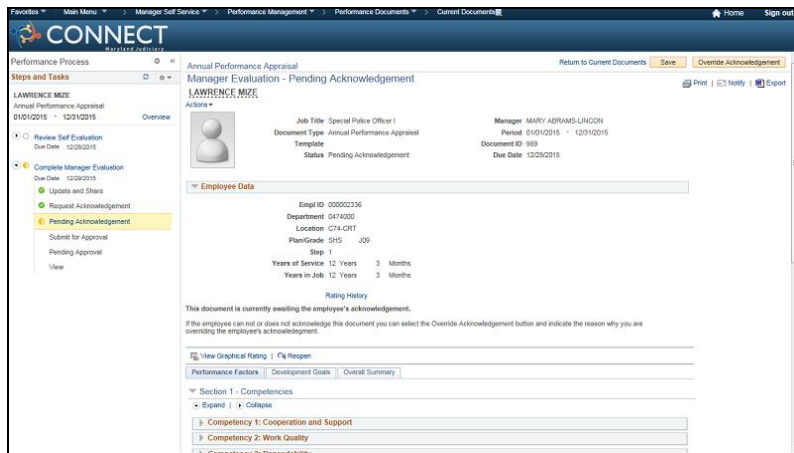 Favorites Main Menu > Manager Self Service > Performance Management > Performance Documents > Current Documents Home Sign out
CONNECT
Maryland Judiciary
Performance Process
Steps and Tasks
LAWRENCE MIZE
Annual Performance Appraisal
01/01/2015 - 12/31/2015 Overview
Review Self Evaluation
Due Date 12/29/2015
Complete Manager Evaluation
Due Date 12/29/2015
Update and Share
Request Acknowledgement
Pending Acknowledgement
Submit for Approval
Pending Approval
View
Annual Performance Appraisal Return to Current Documents Save Override Acknowledgement
Manager Evaluation - Pending Acknowledgement
Print | Notify | Export
LAWRENCE MIZE
Actions
Job Title Special Police Officer I Manager MARY ABRAMS-LINCON
Document Type Annual Performance Appraisal Period 01/01/2015 - 12/31/2015
Template Document ID 989
Status Pending Acknowledgement Due Date 12/29/2015
Employee Data
Empl ID 000002336
Department 0474000
Location C74-CRT
Plan/Grade SHS J09
Step 1
Years of Service 12 Years 3 Months
Years in Job 12 Years 3 Months
Rating History
This document is currently awaiting the employee's acknowledgement.
If the employee can not or does not acknowledge this document you can select the Override Acknowledgement button and indicate the reason why you are
overriding the employee's acknowledegment.
View Graphical Rating | Reopen
Performance Factors Development Goals Overall Summary
Section 1 - Competencies
Expand | Collapse
Competency 1: Cooperation and Support
Competency 2: Work Quality